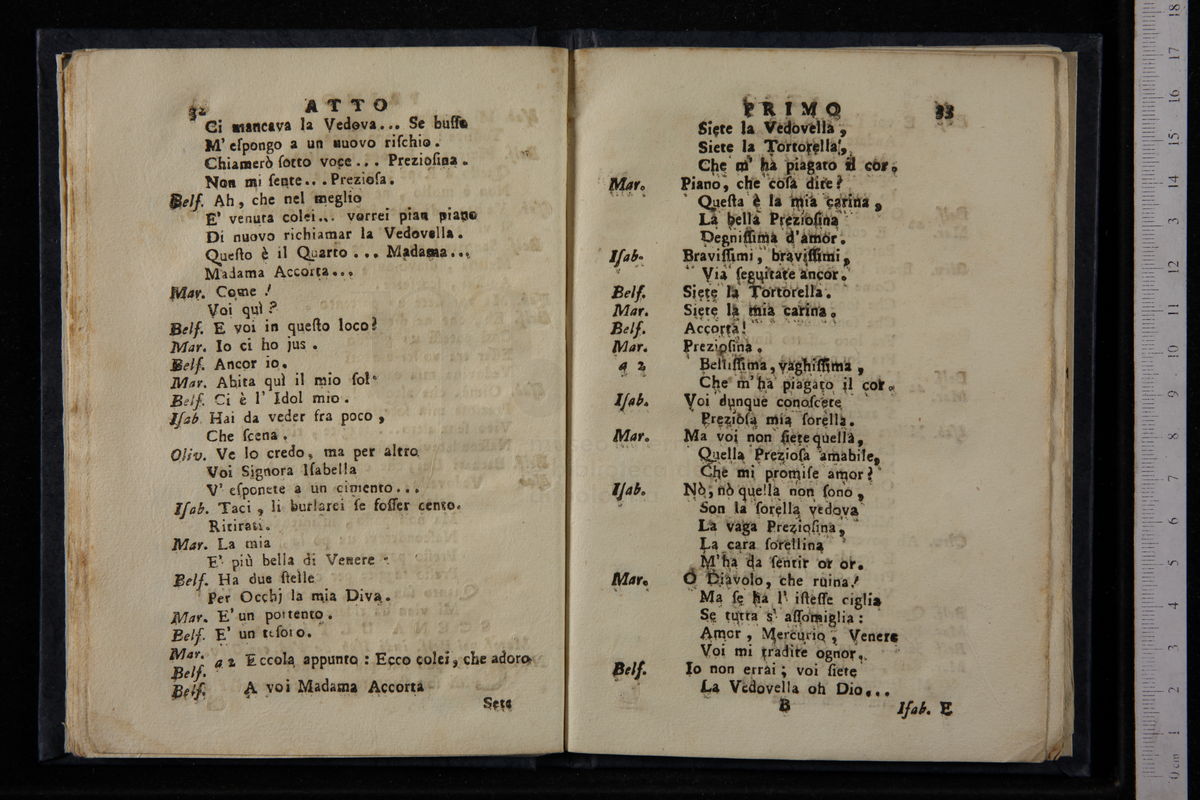 32 ATTO
Ci mancava la Vedova... Se busso
M' espongo a un nuovo rischio.
Chiamerò ſotto voce... Prezioſina.
Non mi ſente... Prezioſa.
Belf. Ah, che nel meglio
E' venuta colei... vorrei pian piano
Di nuovo richiamar la Vedovella.
Queſto è il Quarto... Madama...
Madama Accorta...
Mar. Come!
Voi quì?
Belf. E voi in queſto loco?
Mar. Io ci ho jus.
Belf. Ancor io.
Mar. Abita quì il mio ſol.
Belf. Ci è l' Idol mio.
Iſab. Hai da veder fra poco,
Che ſcena.
Oliv. Ve lo credo, ma per altro
Voi Signora Iſabella
V' eſponete a un cimento...
Iſab. Taci, li burlarei ſe foſſer cento.
Ritirati.
Mar. La mia
E' più bella di Venere.
Belf. Ha due ſtelle
Per Occhj la mia Diva.
Mar. E' un portento.
Belf. E' un teſoro.
Mar.
Belf. a 2 Eccola appunto: Ecco colei, che adoro
Belf. A voi Madama Accorta
Sete
PRIMO 33
Siete la Vedovella,
Siete la Tortorella,
Che m' ha piagato il cor.
Mar. Piano, che coſa dite?
Queſta è la mia carina,
La bella Prezioſina
Degniſſima d'amor.
Iſab. Braviſſimi, braviſſimi,
Via ſeguitate ancor.
Belf. Siete la Tortorella.
Mar. Siete la mia carina.
Belf. Accorta!
Mar. Prezioſina.
a 2 Belliſſima, vaghiſſima,
Che m'ha piagato il cor.
Iſab. Voi dunque conoſcete
Prezioſa mia ſorella.
Mar. Ma voi non ſiete quella,
Quella Prezioſa amabile,
Che mi promiſe amor?
Iſab. Nò, nò quella non ſono,
Son la ſorella vedova
La vaga Prezioſina,
La cara ſorellina
M'ha da ſentir or or.
Mar. O Diavolo, che ruina!
Ma ſe ha l' iſteſſe ciglia
Se tutta s' aſſomiglia:
Amor, Mercurio, Venere
Voi mi tradite ognor.
Belf. Io non errai; voi ſiete
La Vedovella oh Dio...
B Iſab. E